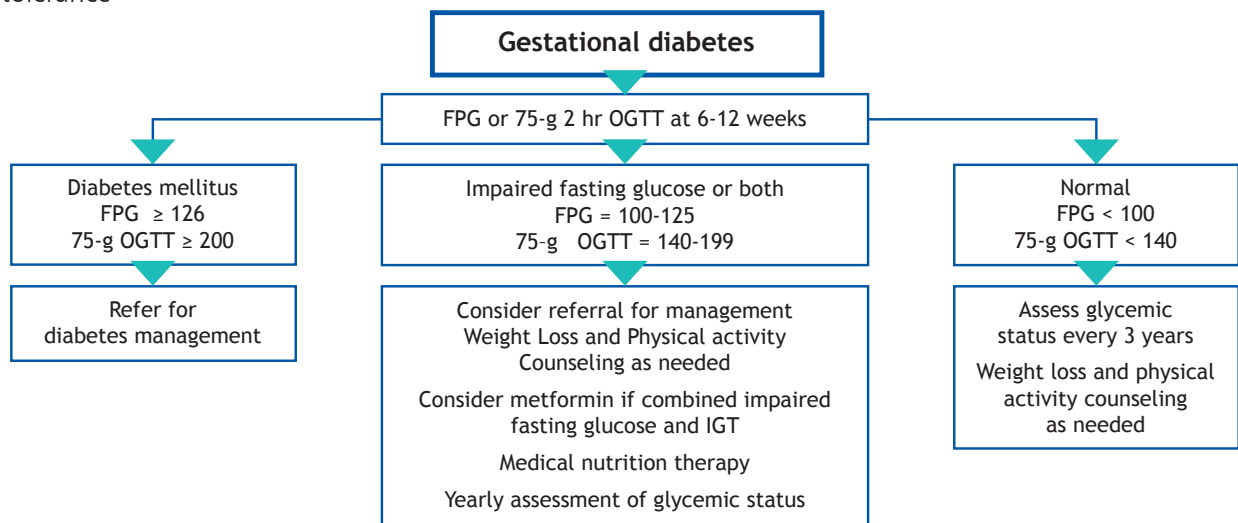 tolerance
Gestational diabetes
FPG or 75-g 2 hr OGTT at 6-12 weeks
Diabetes mellitus
FPG ≥ 126
75-g OGTT ≥ 200
Refer for
diabetes management
Impaired fasting glucose or both
FPG = 100-125
75-g OGTT = 140-199
Consider referral for management
Weight Loss and Physical activity
Counseling as needed
Consider metformin if combined impaired
fasting glucose and IGT
Medical nutrition therapy
Yearly assessment of glycemic status
Normal
FPG < 100
75-g OGTT < 140
Assess glycemic
status every 3 years
Weight loss and physical
activity counseling
as needed